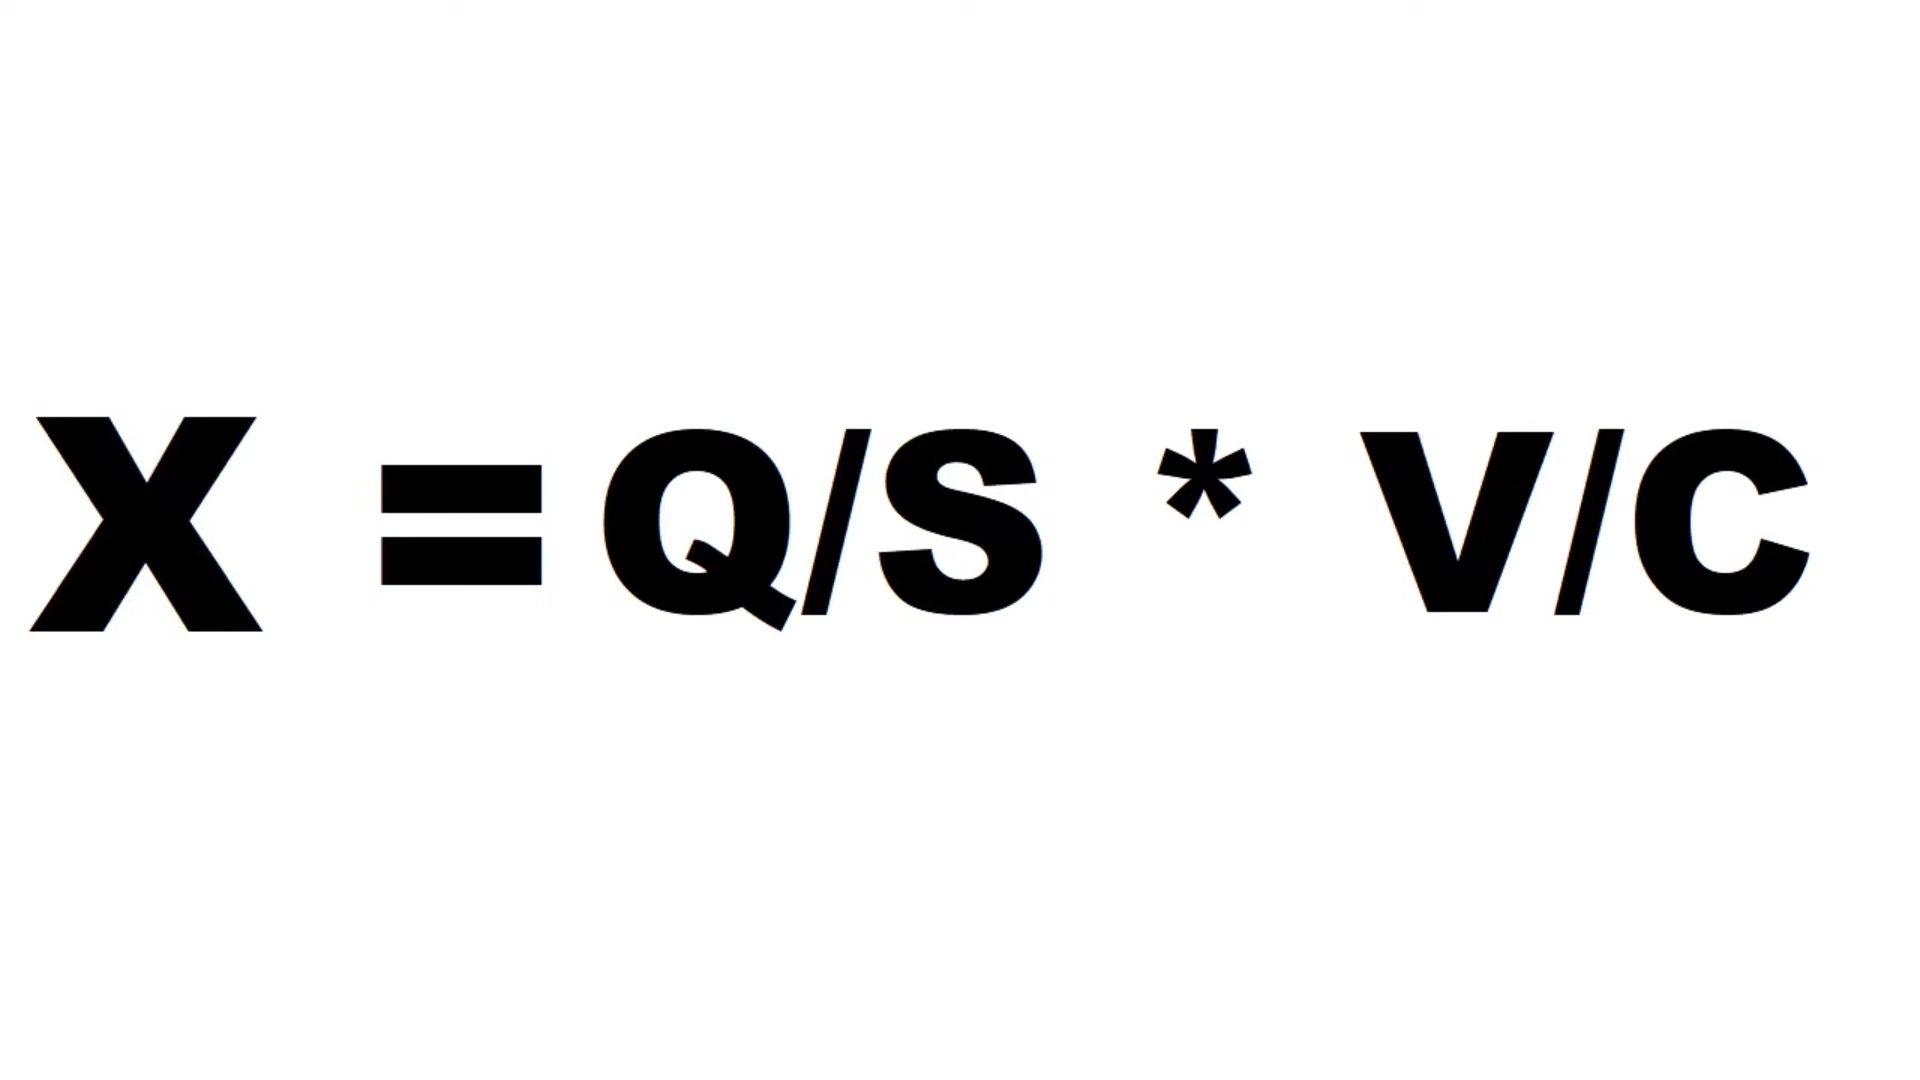 X = Q/S * V/C